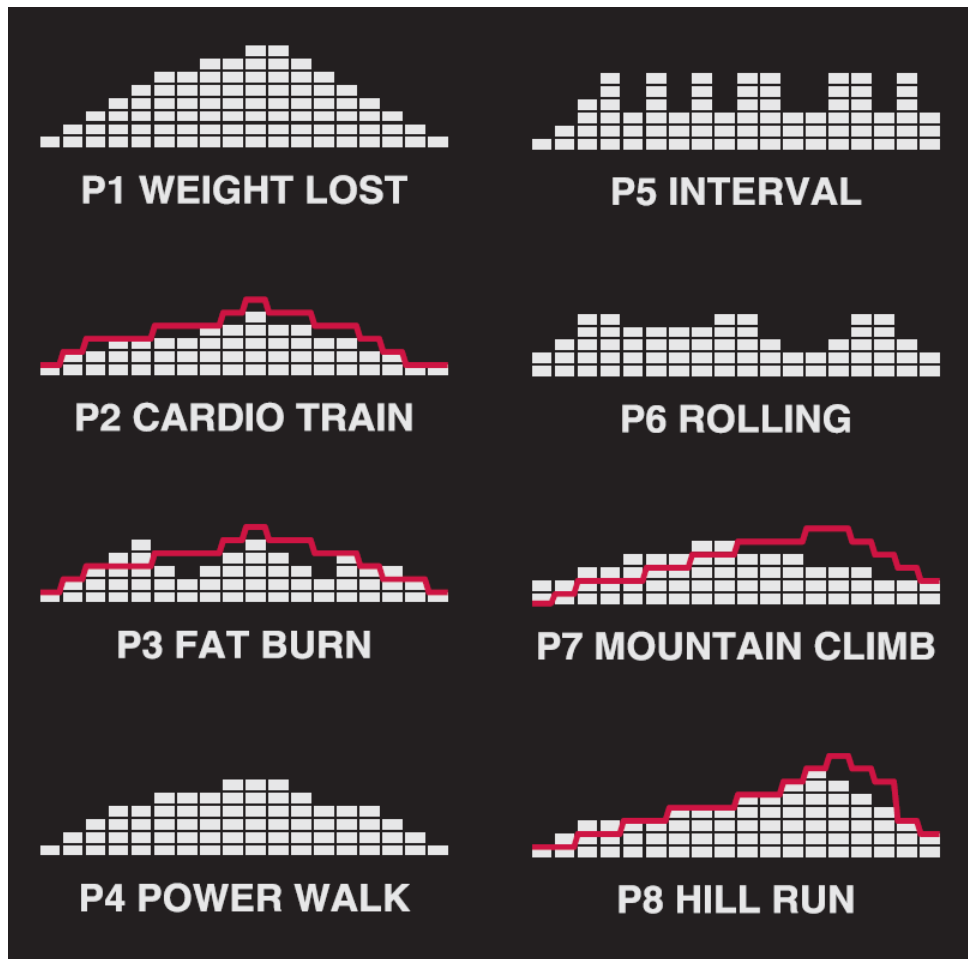 P1 WEIGHT LOST
P5 INTERVAL
P2 CARDIO TRAIN
P6 ROLLING
P3 FAT BURN
P7 MOUNTAIN CLIMB
P4 POWER WALK
P8 HILL RUN